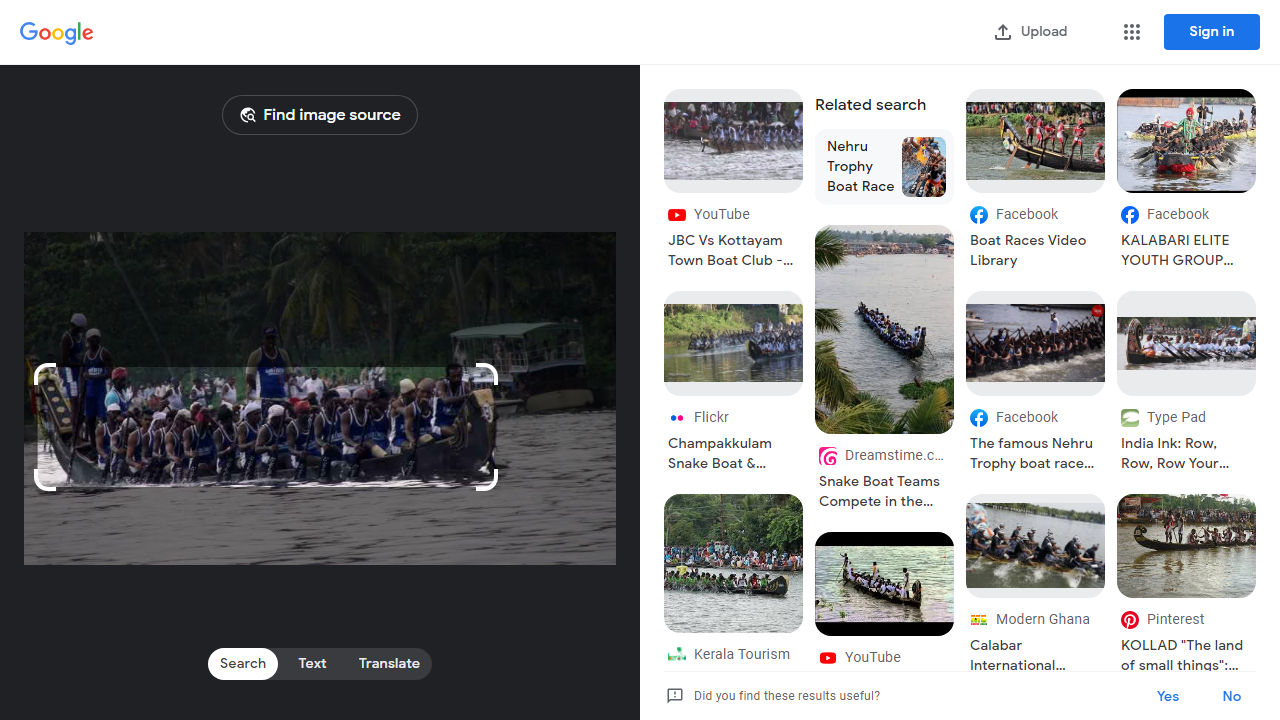 Google
Upload
Sign in
Find image source
Search
Text
Translate
YouTube
JBC Vs Kottayam
Town Boat Club -...
Flickr
Champakkulam
Snake Boat &...
Kerala Tourism
Related search
Nehru
Trophy
Boat Race
Dreamstime.c...
Snake Boat Teams
Compete in the...
YouTube
Facebook
Boat Races Video
Library
Facebook
The famous Nehru
Trophy boat race...
Modern Ghana
Calabar
International...
Facebook
KALABARI ELITE
YOUTH GROUP...
Type Pad
India Ink: Row,
Row, Row Your...
Pinterest
KOLLAD "The land
of small things":...
Did you find these results useful?
Yes
No